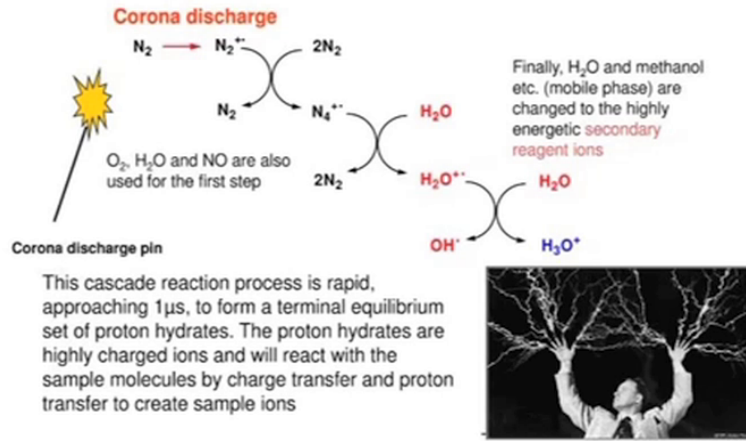 Corona discharge
N₂ → N₂⁺· 2N₂
N₂ N₄⁺· H₂O
Finally, H₂O and methanol
etc. (mobile phase) are
changed to the highly
energetic secondary
reagent ions
O₂, H₂O and NO are also
used for the first step
2N₂ H₂O⁺· H₂O
OH· H₃O⁺
Corona discharge pin
This cascade reaction process is rapid,
approaching 1µs, to form a terminal equilibrium
set of proton hydrates. The proton hydrates are
highly charged ions and will react with the
sample molecules by charge transfer and proton
transfer to create sample ions